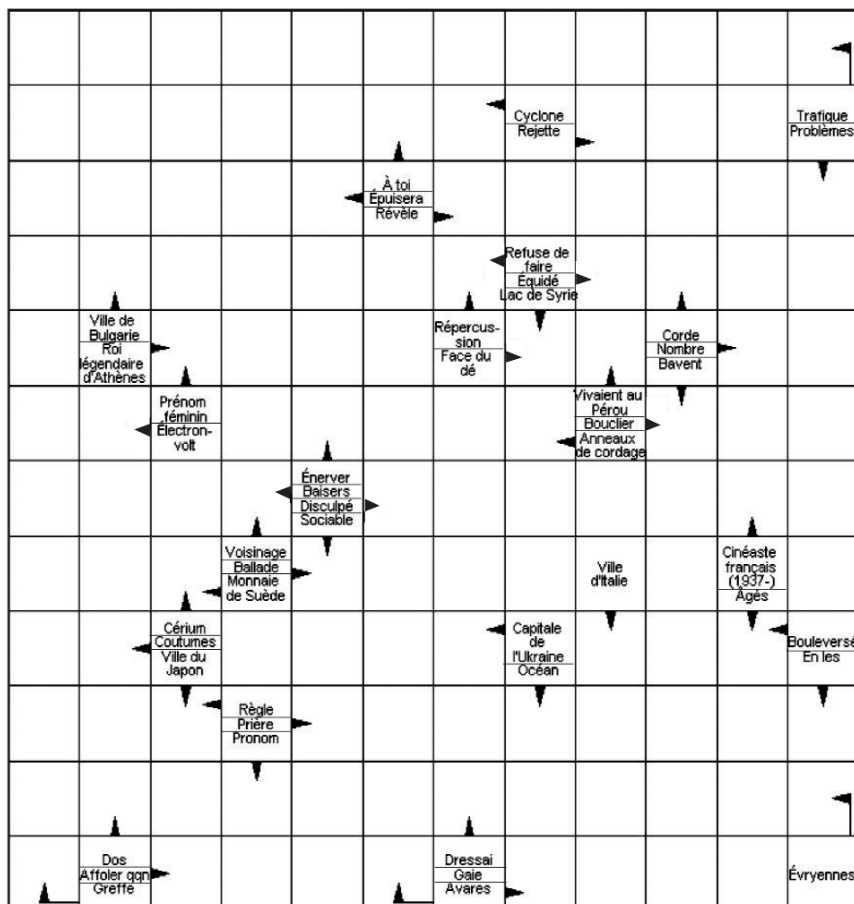 Cyclone
Rejette
Trafique
Problèmes
À toi
Épuisera
Révèle
Refuse de
faire
Équidé
Lac de Syrie
Ville de
Bulgarie
Roi
légendaire
d'Athènes
Répercus-
sion
Face du
dé
Corde
Nombre
Bavent
Prénom
féminin
Électron-
volt
Vivaient au
Pérou
Bouclier
Anneaux
de cordage
Énerver
Baisers
Disculpé
Sociable
Voisinage
Ballade
Monnaie
de Suède
Ville
d'Italie
Cinéaste
français
(1937-)
Âgés
Cérium
Coutumes
Ville du
Japon
Capitale
de
l'Ukraine
Océan
Bouleversé
En les
Règle
Prière
Pronom
Dos
Affoler qqn
Greffé
Dressai
Gaie
Avares
Évryennes